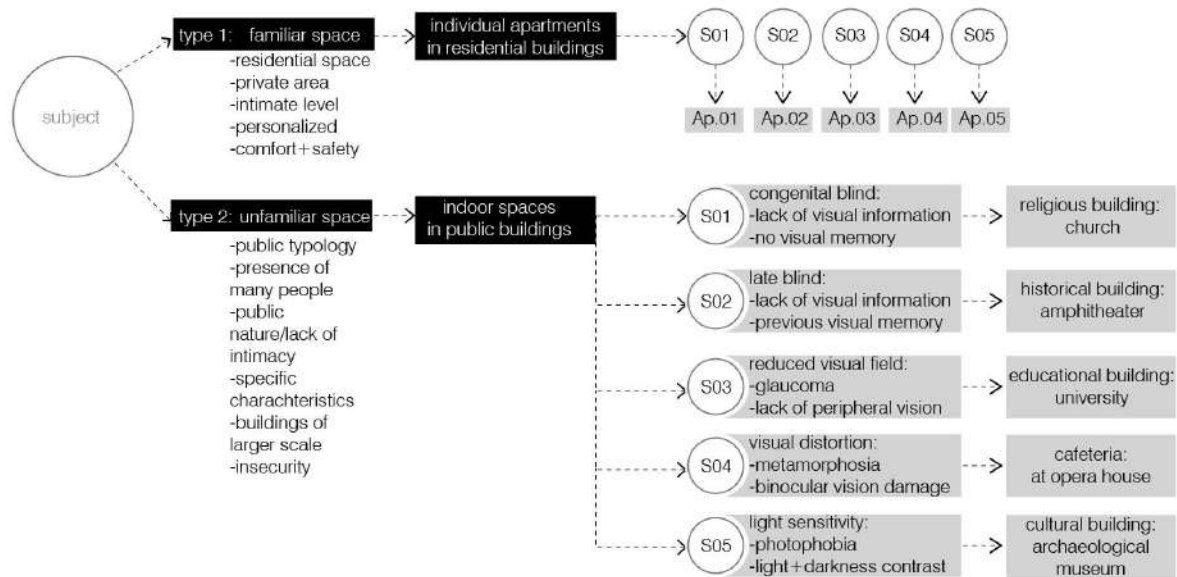 subject
type 1: familiar space
-residential space
-private area
-intimate level
-personalized
-comfort+safety
individual apartments
in residential buildings
S01
S02
S03
S04
S05
Ap.01
Ap.02
Ap.03
Ap.04
Ap.05
type 2: unfamiliar space
-public typology
-presence of
many people
-public
nature/lack of
intimacy
-specific
charachteristics
-buildings of
larger scale
-insecurity
indoor spaces
in public buildings
S01
congenital blind:
-lack of visual information
-no visual memory
religious building:
church
S02
late blind:
-lack of visual information
-previous visual memory
historical building:
amphitheater
S03
reduced visual field:
-glaucoma
-lack of peripheral vision
educational building:
university
S04
visual distortion:
-metamorphosia
-binocular vision damage
cafeteria:
at opera house
S05
light sensitivity:
-photophobia
-light+darkness contrast
cultural building:
archaeological
museum